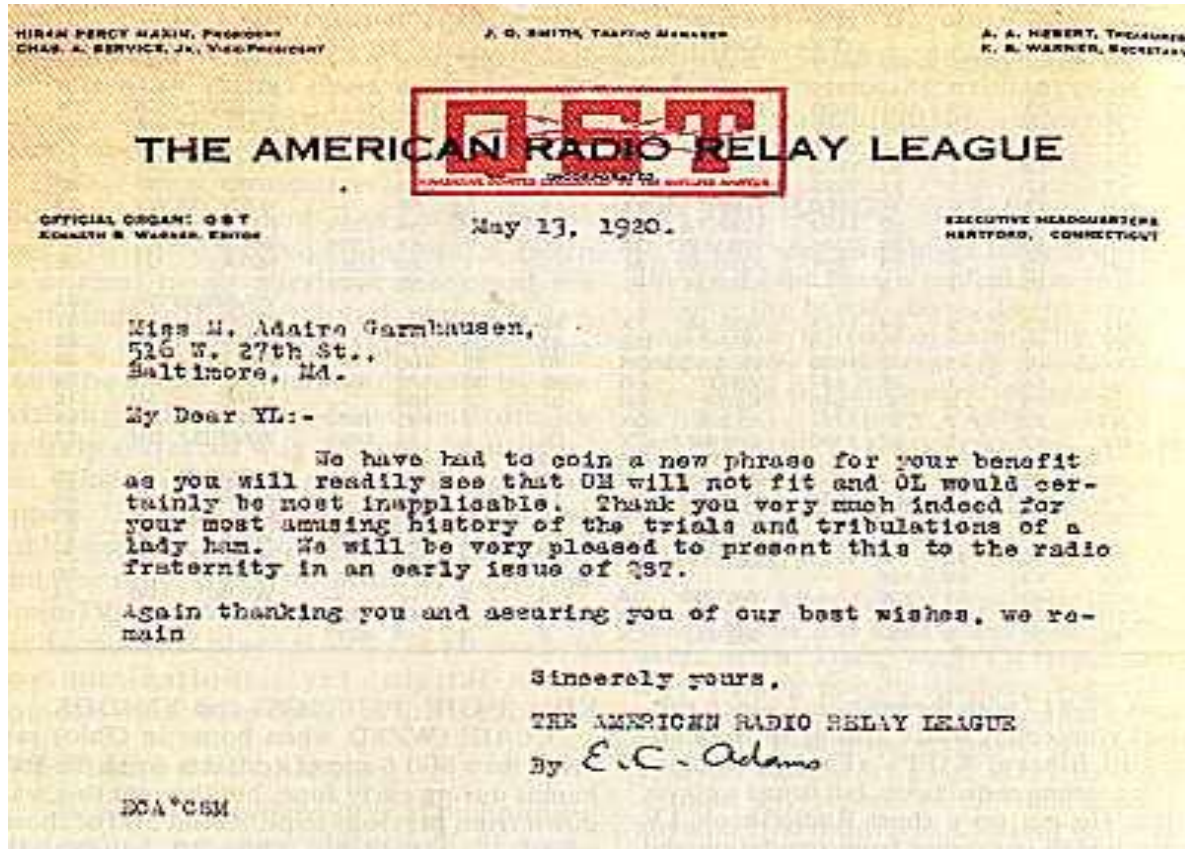 HIRAM PERCY MAXIM, PRESIDENT
CHAS. A. SERVICE, JR., VICE-PRESIDENT
F. O. SMITH, TRAFFIC MANAGER
A. A. HEBERT, TREASURER
K. B. WARNER, SECRETARY
QST
THE AMERICAN RADIO RELAY LEAGUE
INCORPORATED
OFFICIAL ORGAN: QST
KENNETH B. WARNER, EDITOR
May 13, 1920.
EXECUTIVE HEADQUARTERS
HARTFORD, CONNECTICUT
Miss M. Adaire Garmhausen,
516 W. 27th St.,
Baltimore, Md.
My Dear YL:-
We have had to coin a new phrase for your benefit
as you will readily see that OM will not fit and OL would cer-
tainly be most inapplicable. Thank you very much indeed for
your most amusing history of the trials and tribulations of a
lady ham. We will be very pleased to present this to the radio
fraternity in an early issue of QST.
Again thanking you and assuring you of our best wishes, we re-
main
Sincerely yours,
THE AMERICAN RADIO RELAY LEAGUE
By E. C. Adams
ECA*CSM